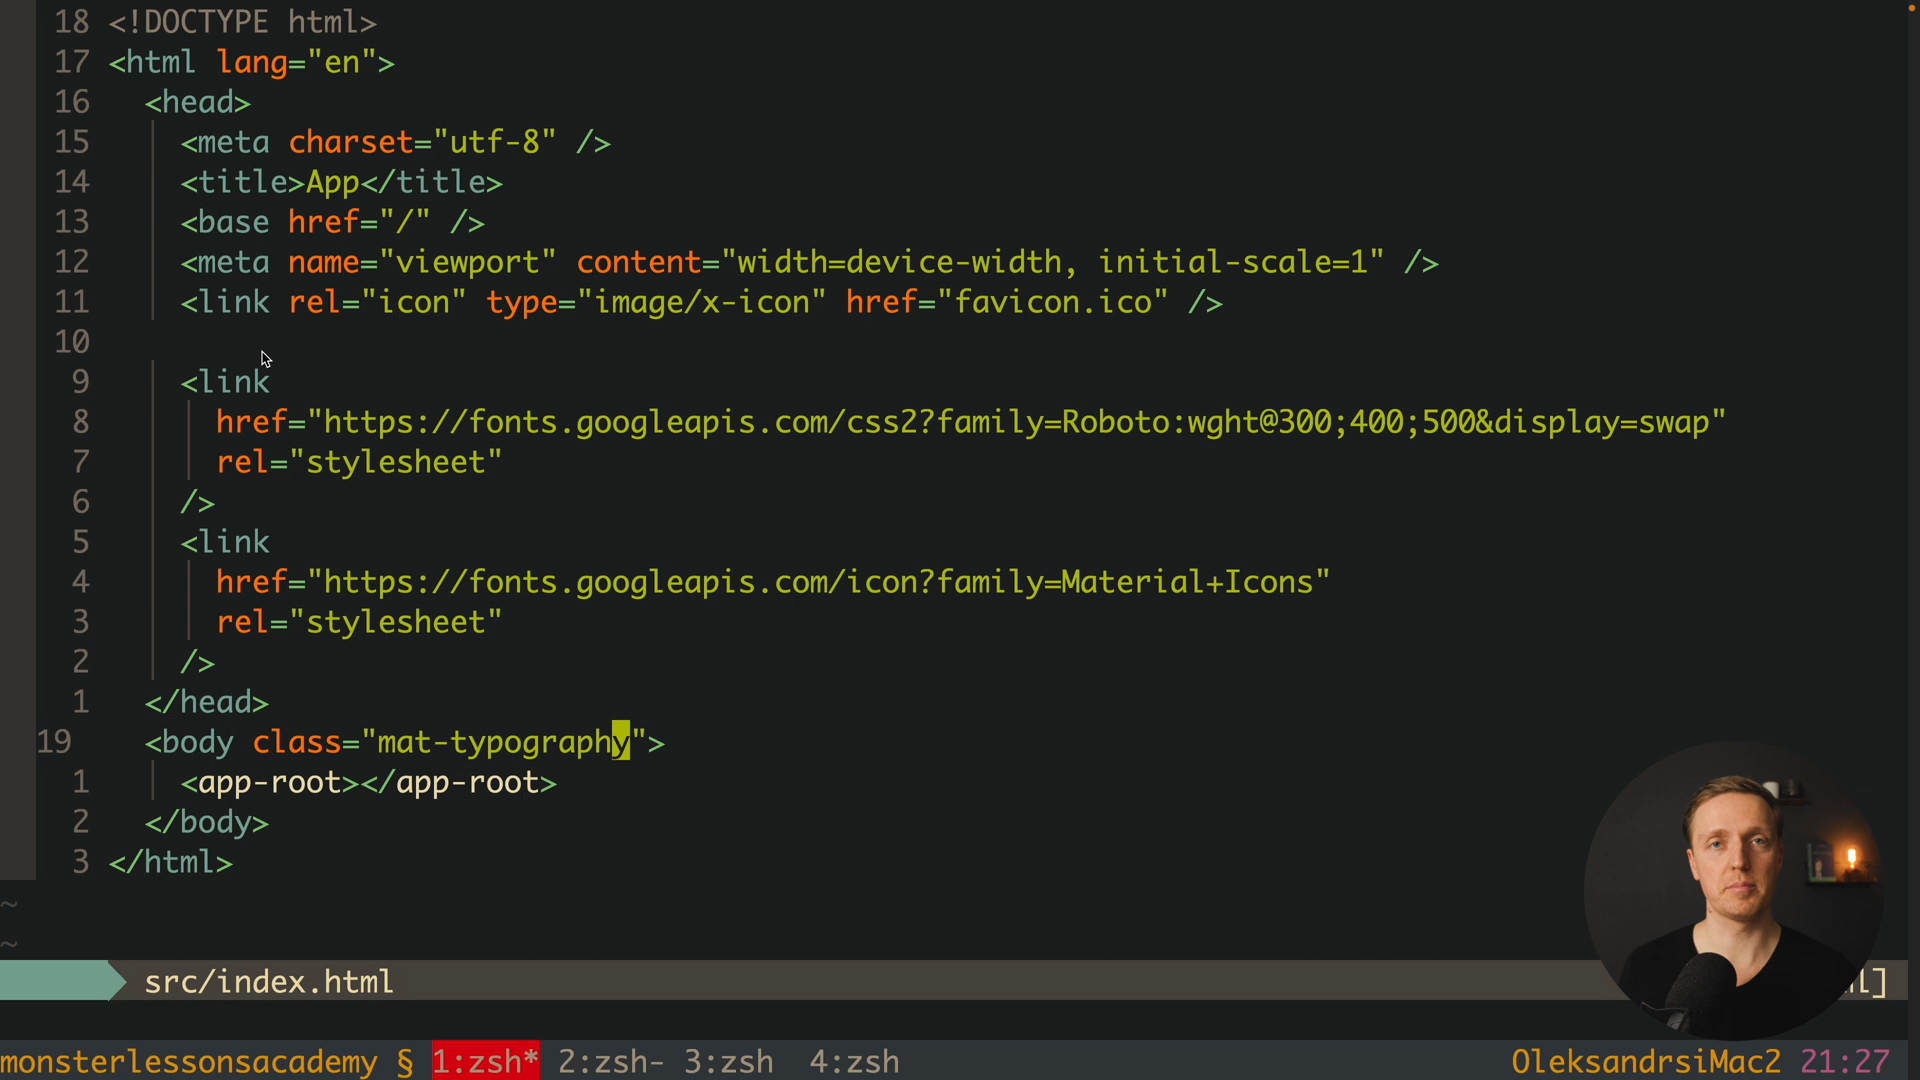 18 <!DOCTYPE html>
17 <html lang="en">
16 <head>
15 <meta charset="utf-8" />
14 <title>App</title>
13 <base href="/" />
12 <meta name="viewport" content="width=device-width, initial-scale=1" />
11 <link rel="icon" type="image/x-icon" href="favicon.ico" />
10
9 <link
8 href="https://fonts.googleapis.com/css2?family=Roboto:wght@300;400;500&display=swap"
7 rel="stylesheet"
6 />
5 <link
4 href="https://fonts.googleapis.com/icon?family=Material+Icons"
3 rel="stylesheet"
2 />
1 </head>
19 <body class="mat-typography">
1 <app-root></app-root>
2 </body>
3 </html>
~
~
src/index.html l]
monsterlessonsacademy § 1:zsh* 2:zsh- 3:zsh 4:zsh OleksandrsiMac2 21:27